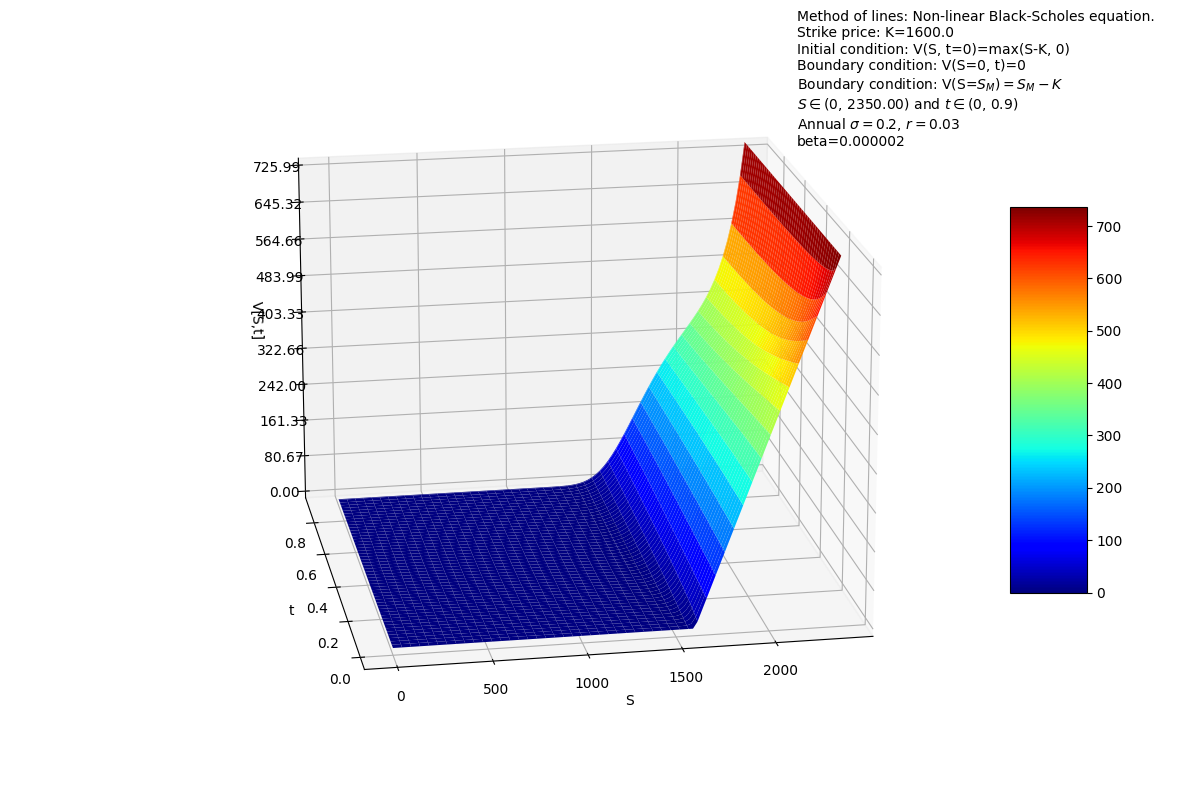 Method of lines: Non-linear Black-Scholes equation.
Strike price: K=1600.0
Initial condition: V(S, t=0)=max(S-K, 0)
Boundary condition: V(S=0, t)=0
Boundary condition: V(S=$S_M$) = $S_M - K$
S ∈ (0, 2350.00) and t ∈ (0, 0.9)
Annual σ = 0.2, r = 0.03
beta=0.000002
725.99
645.32
564.66
483.99
403.33
322.66
242.00
161.33
80.67
0.00
V[S,t]
0.8
0.6
0.4
0.2
0.0
t
0
500
1000
1500
2000
S
700
600
500
400
300
200
100
0